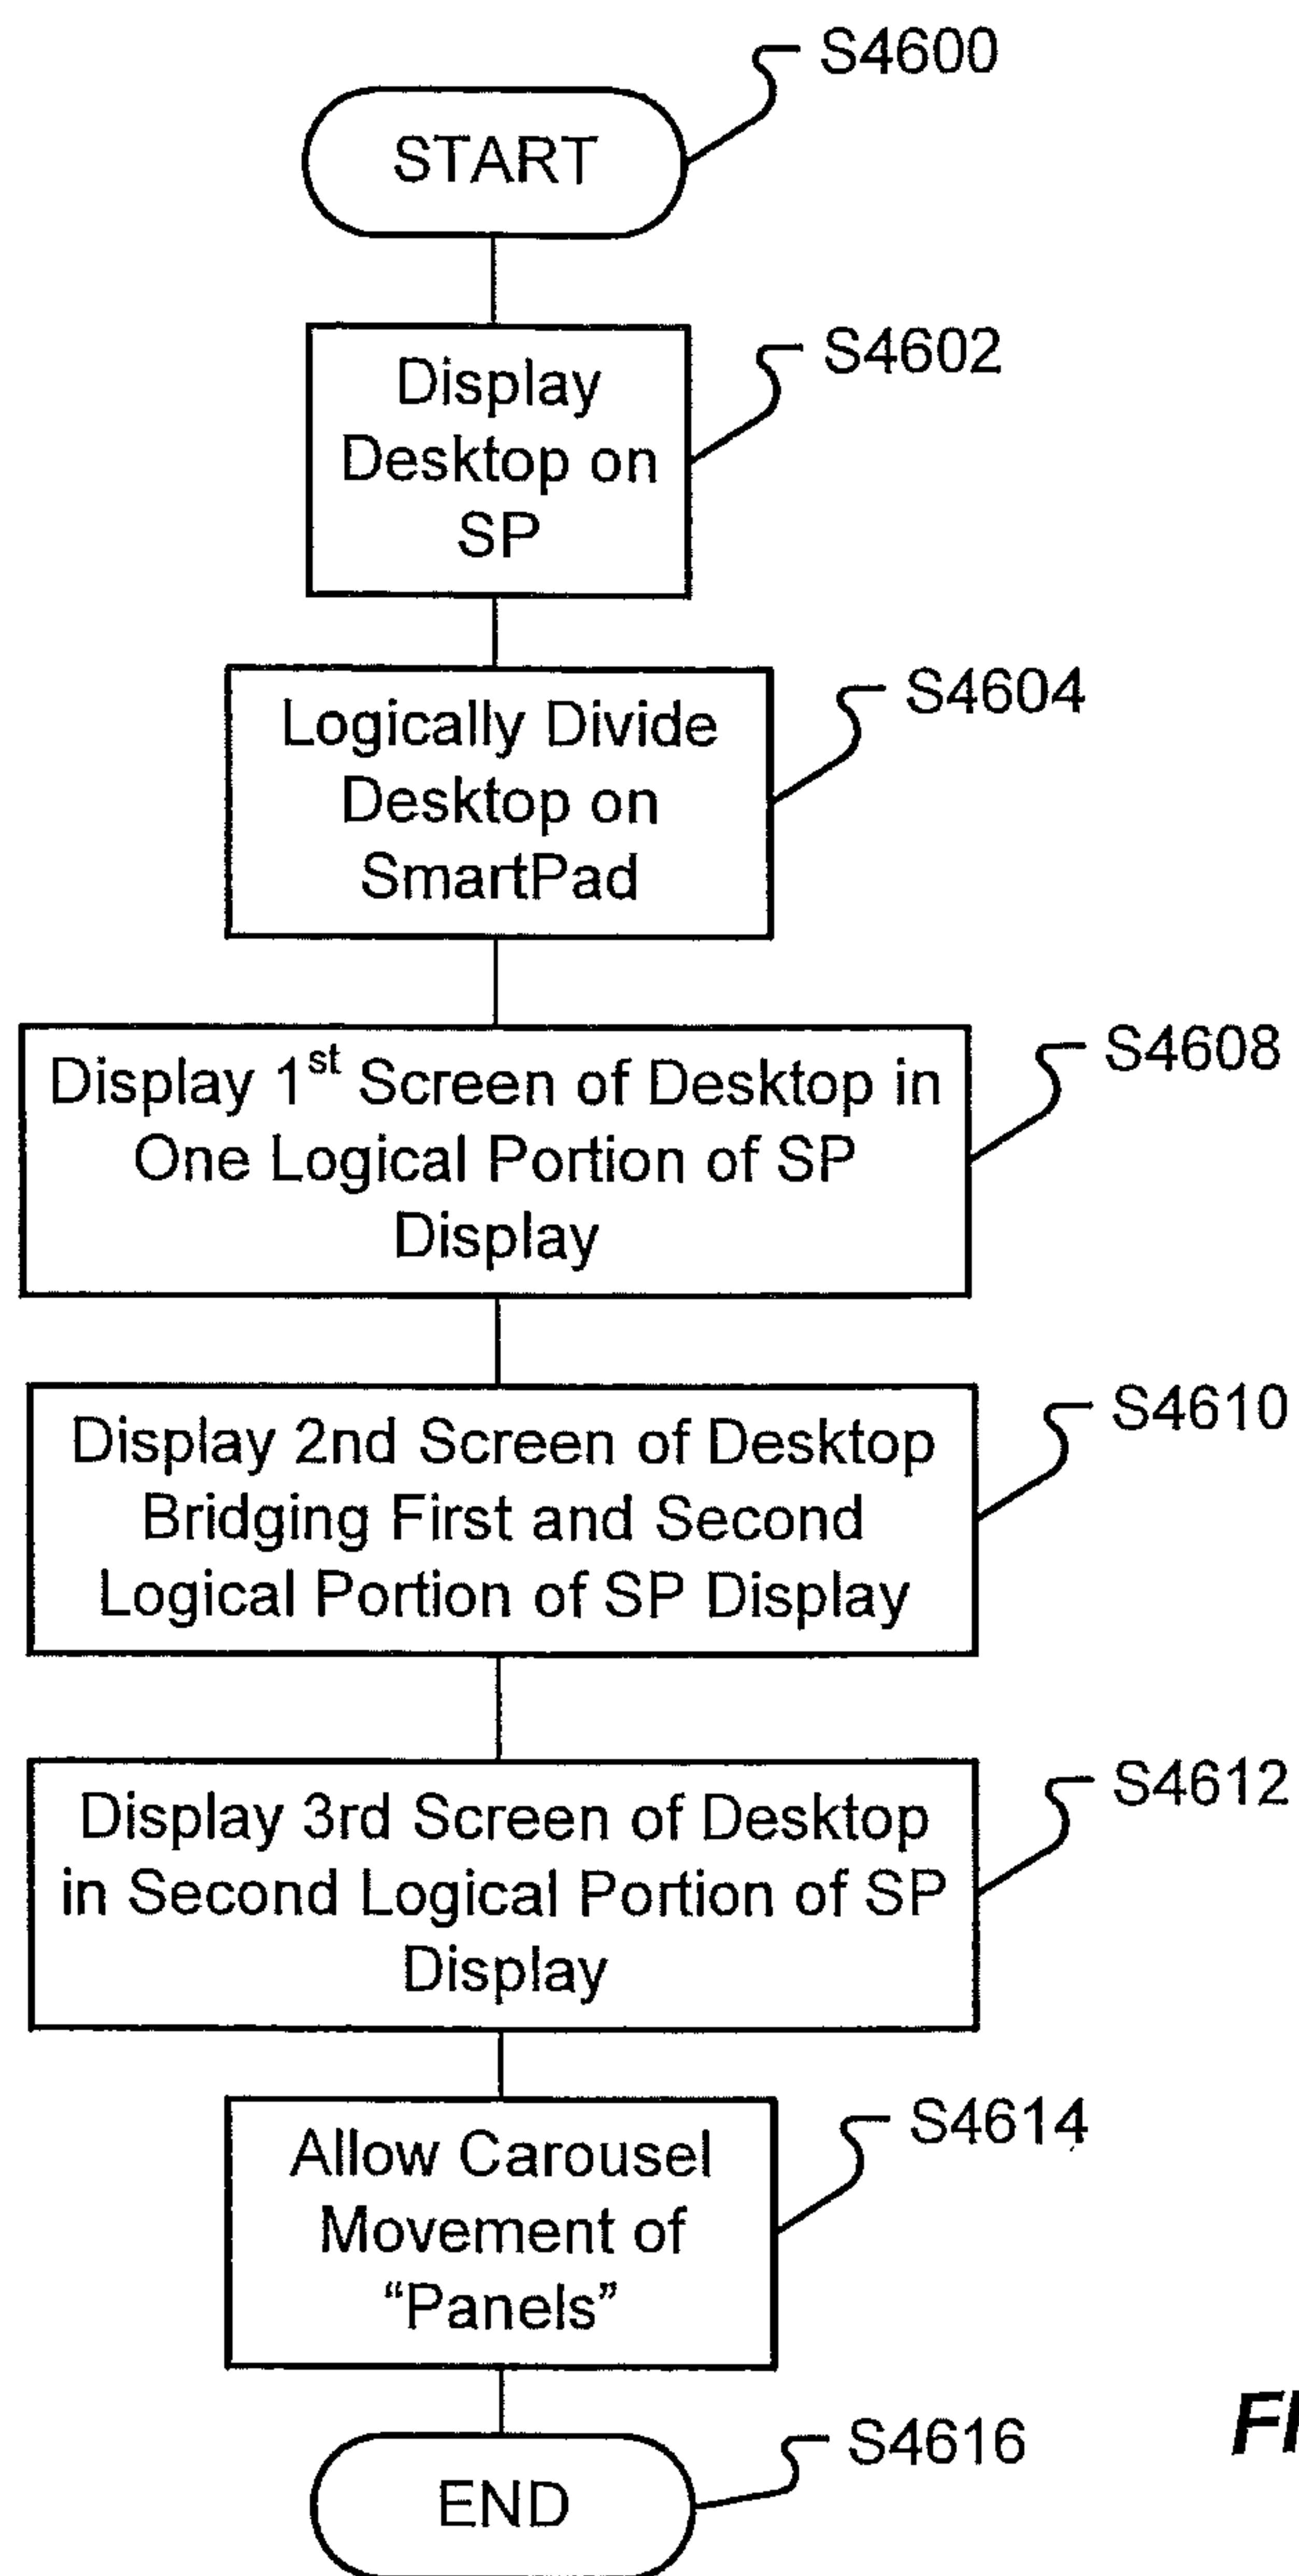 S4600
START
S4602
Display
Desktop on
SP
S4604
Logically Divide
Desktop on
SmartPad
S4608
Display 1st Screen of Desktop in
One Logical Portion of SP
Display
S4610
Display 2nd Screen of Desktop
Bridging First and Second
Logical Portion of SP Display
S4612
Display 3rd Screen of Desktop
in Second Logical Portion of SP
Display
S4614
Allow Carousel
Movement of
“Panels”
S4616
END